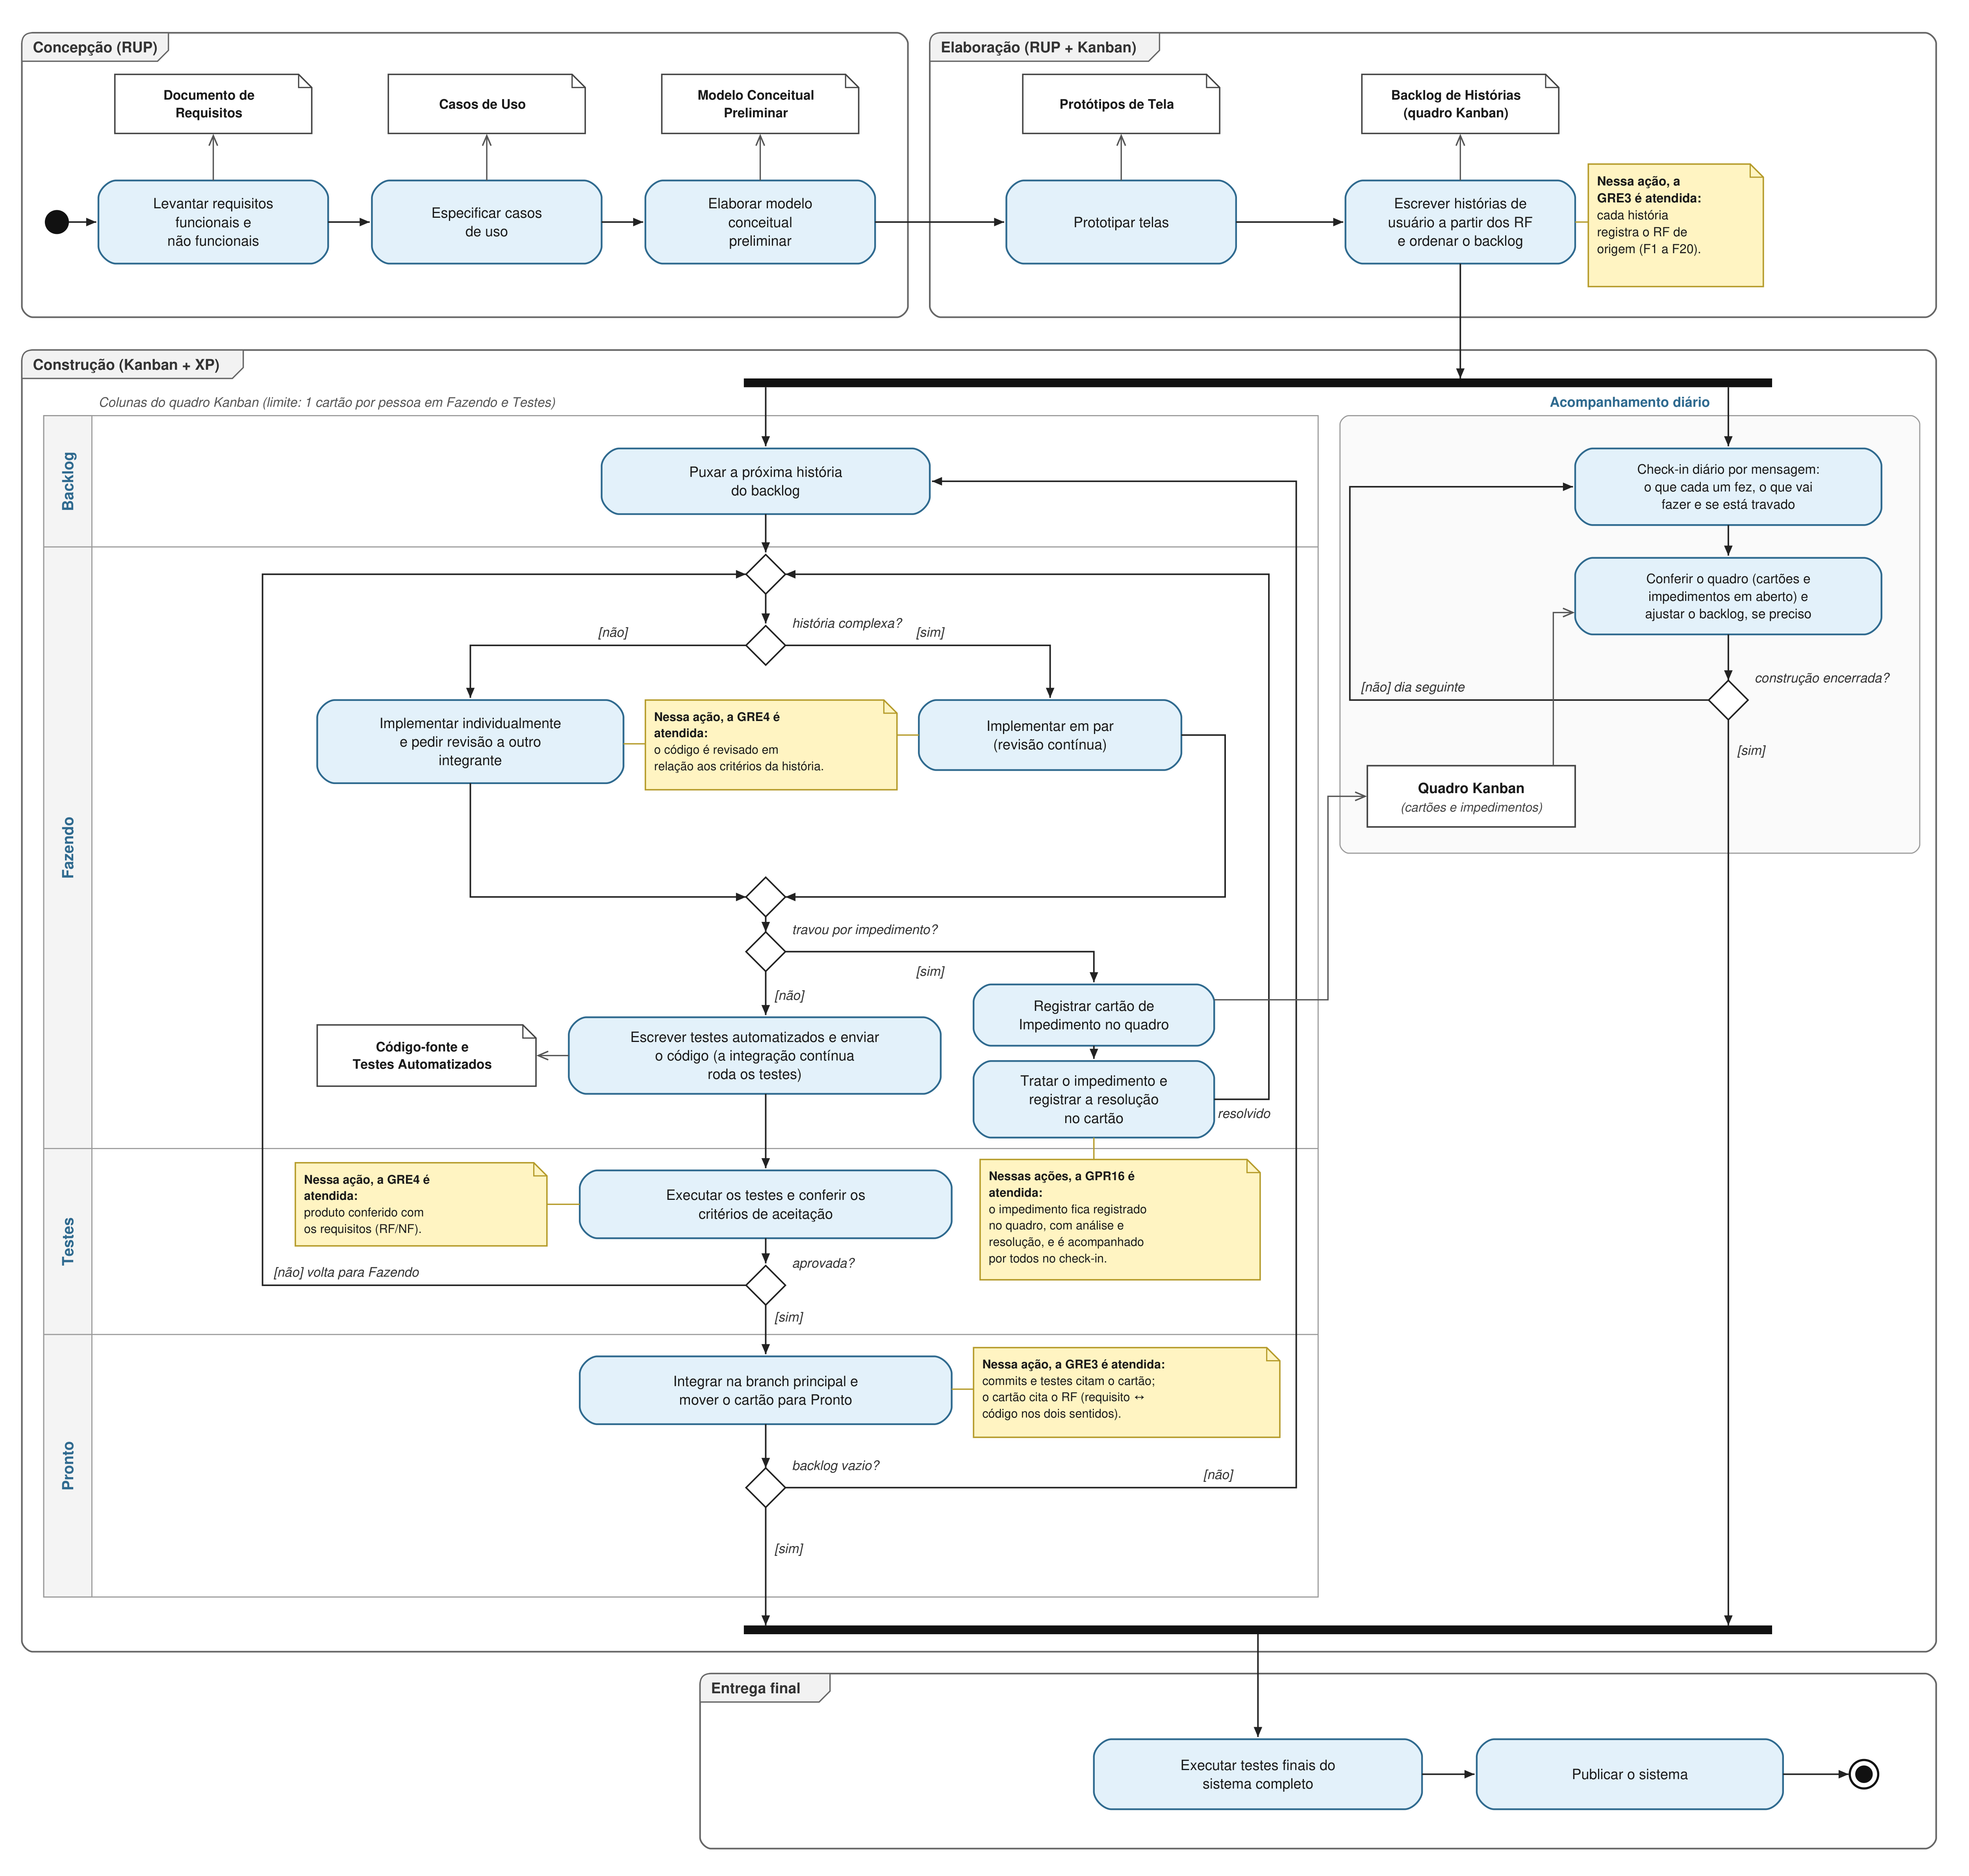 Concepção (RUP)
Documento de
Requisitos
Casos de Uso
Modelo Conceitual
Preliminar
Levantar requisitos
funcionais e
não funcionais
Especificar casos
de uso
Elaborar modelo
conceitual
preliminar
Elaboração (RUP + Kanban)
Protótipos de Tela
Backlog de Histórias
(quadro Kanban)
Prototipar telas
Escrever histórias de
usuário a partir dos RF
e ordenar o backlog
Nessa ação, a
GRE3 é atendida:
cada história
registra o RF de
origem (F1 a F20).
Construção (Kanban + XP)
Colunas do quadro Kanban (limite: 1 cartão por pessoa em Fazendo e Testes)
Acompanhamento diário
Backlog
Puxar a próxima história
do backlog
Check-in diário por mensagem:
o que cada um fez, o que vai
fazer e se está travado
Conferir o quadro (cartões e
impedimentos em aberto) e
ajustar o backlog, se preciso
construção encerrada?
[não] dia seguinte
[sim]
Quadro Kanban
(cartões e impedimentos)
Fazendo
história complexa?
[não]
[sim]
Implementar individualmente
e pedir revisão a outro
integrante
Nessa ação, a GRE4 é
atendida:
o código é revisado em
relação aos critérios da história.
Implementar em par
(revisão contínua)
travou por impedimento?
[sim]
[não]
Registrar cartão de
Impedimento no quadro
Código-fonte e
Testes Automatizados
Escrever testes automatizados e enviar
o código (a integração contínua
roda os testes)
Tratar o impedimento e
registrar a resolução
no cartão
resolvido
Testes
Nessa ação, a GRE4 é
atendida:
produto conferido com
os requisitos (RF/NF).
Executar os testes e conferir os
critérios de aceitação
Nessas ações, a GPR16 é
atendida:
o impedimento fica registrado
no quadro, com análise e
resolução, e é acompanhado
por todos no check-in.
aprovada?
[não] volta para Fazendo
[sim]
Pronto
Integrar na branch principal e
mover o cartão para Pronto
Nessa ação, a GRE3 é atendida:
commits e testes citam o cartão;
o cartão cita o RF (requisito ↔
código nos dois sentidos).
backlog vazio?
[não]
[sim]
Entrega final
Executar testes finais do
sistema completo
Publicar o sistema